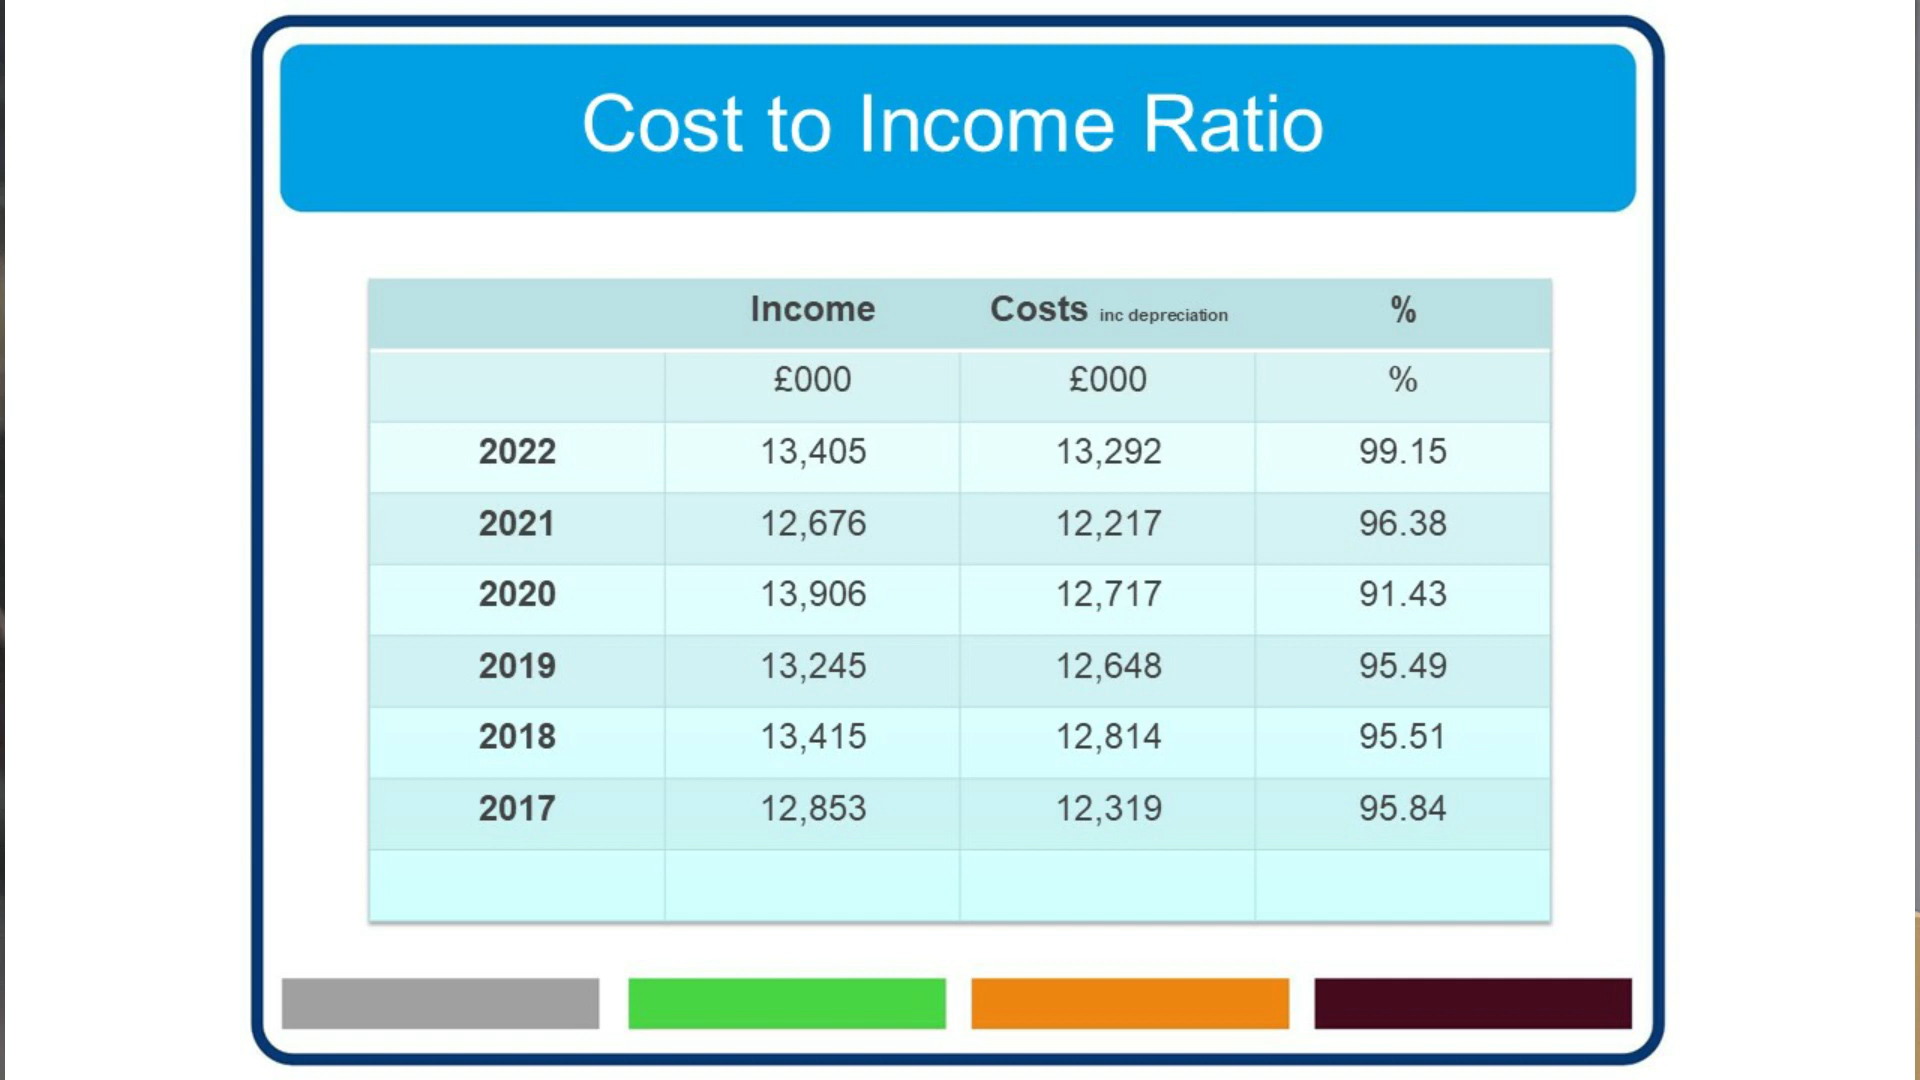 Cost to Income Ratio
Income Costs inc depreciation %
£000 £000 %
2022 13,405 13,292 99.15
2021 12,676 12,217 96.38
2020 13,906 12,717 91.43
2019 13,245 12,648 95.49
2018 13,415 12,814 95.51
2017 12,853 12,319 95.84